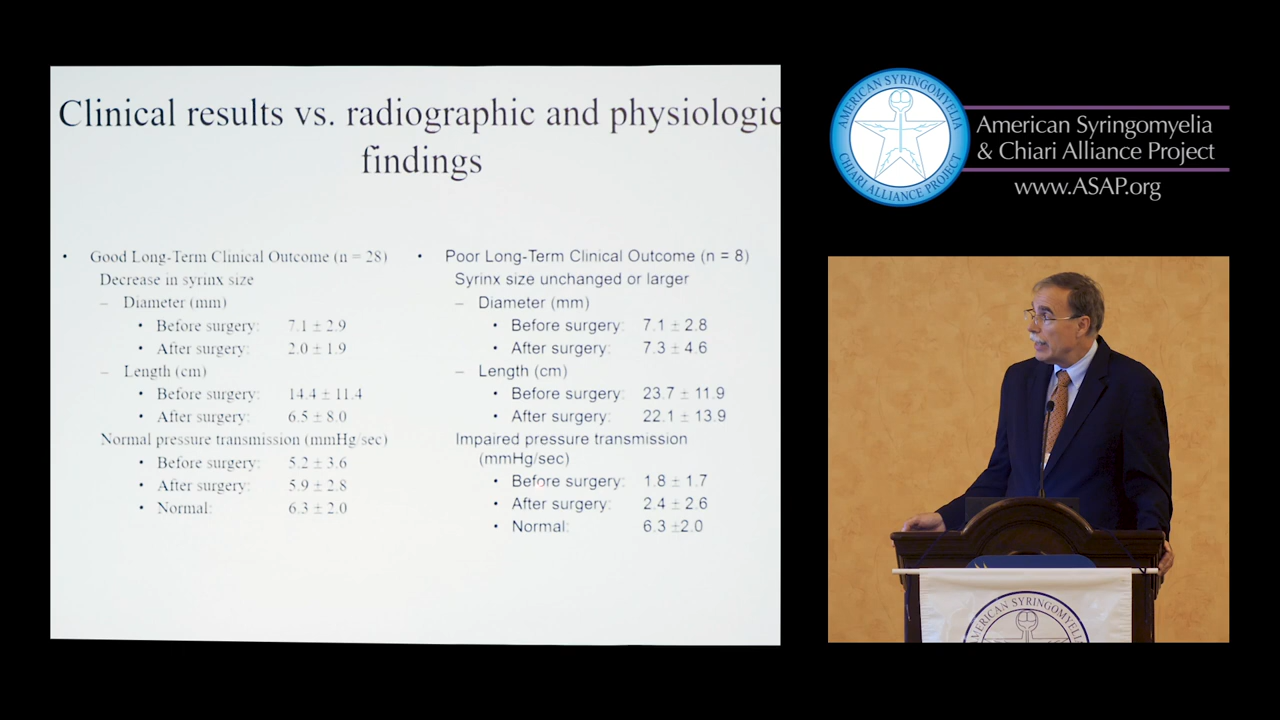 Clinical results vs. radiographic and physiologic
findings
• Good Long-Term Clinical Outcome (n = 28)
Decrease in syrinx size
– Diameter (mm)
• Before surgery: 7.1 ± 2.9
• After surgery: 2.0 ± 1.9
– Length (cm)
• Before surgery: 14.4 ± 11.4
• After surgery: 6.5 ± 8.0
Normal pressure transmission (mmHg/sec)
• Before surgery: 5.2 ± 3.6
• After surgery: 5.9 ± 2.8
• Normal: 6.3 ± 2.0
• Poor Long-Term Clinical Outcome (n = 8)
Syrinx size unchanged or larger
– Diameter (mm)
• Before surgery: 7.1 ± 2.8
• After surgery: 7.3 ± 4.6
– Length (cm)
• Before surgery: 23.7 ± 11.9
• After surgery: 22.1 ± 13.9
Impaired pressure transmission
(mmHg/sec)
• Before surgery: 1.8 ± 1.7
• After surgery: 2.4 ± 2.6
• Normal: 6.3 ±2.0
AMERICAN SYRINGOMYELIA
CHIARI ALLIANCE PROJECT
American Syringomyelia
& Chiari Alliance Project
www.ASAP.org
AMERICAN SYRINGOMYELIA